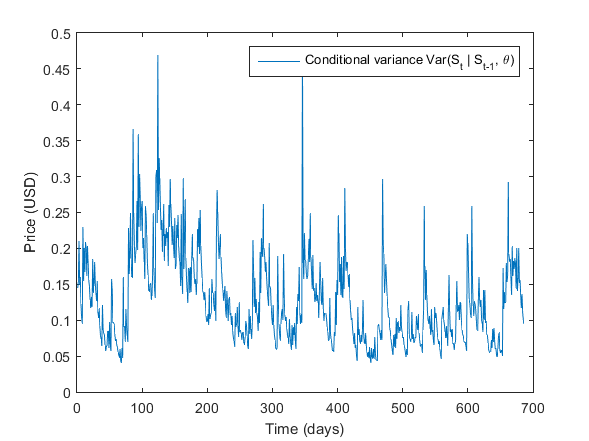 0.5
0.45
0.4
0.35
0.3
0.25
0.2
0.15
0.1
0.05
0
Price (USD)
Conditional variance Var(S_t | S_t-1, θ)
0 100 200 300 400 500 600 700
Time (days)